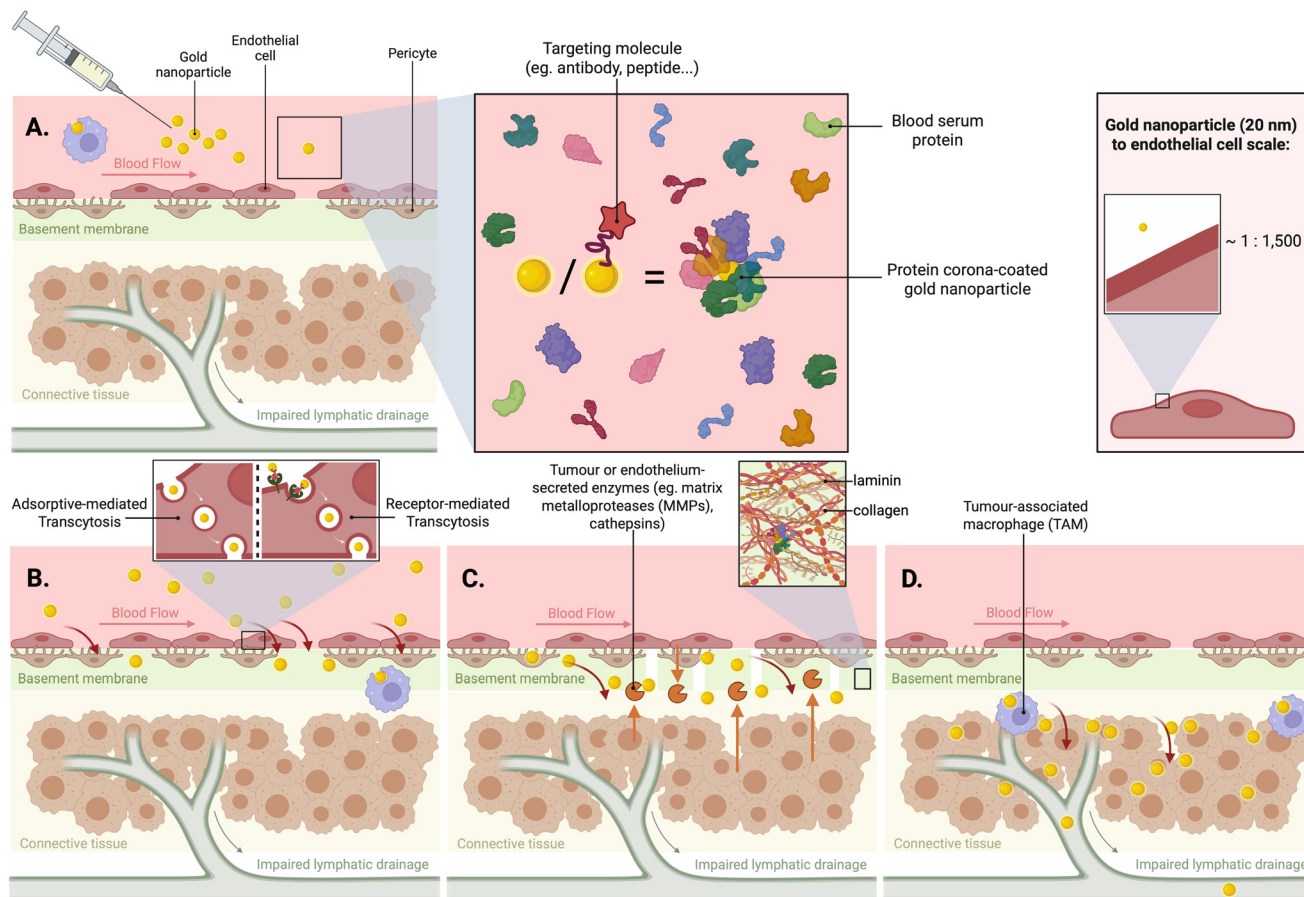 Endothelial
cell
Gold
nanoparticle
Pericyte
Targeting molecule
(eg. antibody, peptide...)
A.
Blood Flow
Basement membrane
Connective tissue
Impaired lymphatic drainage
/
=
Blood serum
protein
Protein corona-coated
gold nanoparticle
Gold nanoparticle (20 nm)
to endothelial cell scale:
~ 1 : 1,500
Adsorptive-mediated
Transcytosis
Receptor-mediated
Transcytosis
B.
Blood Flow
Basement membrane
Connective tissue
Impaired lymphatic drainage
Tumour or endothelium-
secreted enzymes (eg. matrix
metalloproteases (MMPs),
cathepsins)
laminin
collagen
C.
Blood Flow
Basement membrane
Connective tissue
Impaired lymphatic drainage
Tumour-associated
macrophage (TAM)
D.
Blood Flow
Basement membrane
Connective tissue
Impaired lymphatic drainage